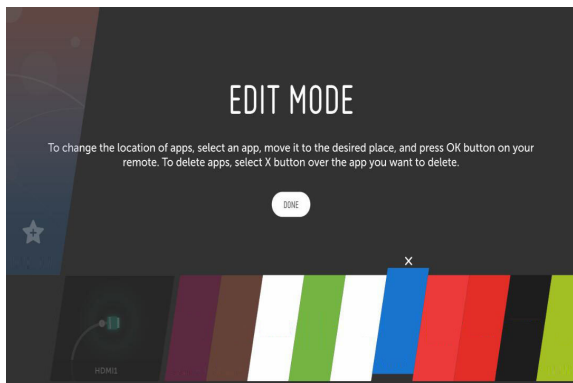 EDIT MODE
To change the location of apps, select an app, move it to the desired place, and press OK button on your
remote. To delete apps, select X button over the app you want to delete.
DONE
X
HDMI1